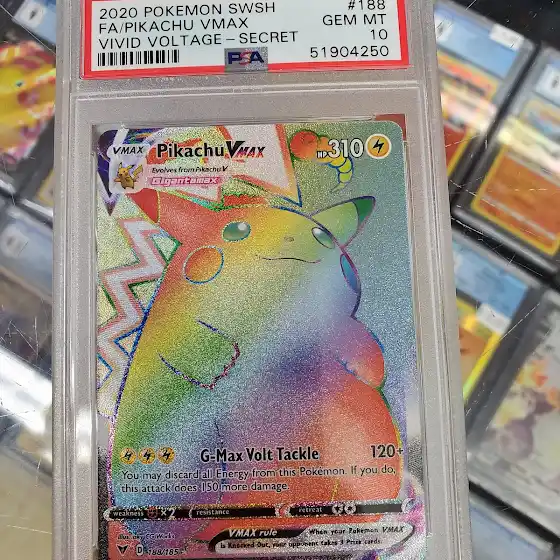 2020 POKEMON SWSH #188
FA/PIKACHU VMAX GEM MT
VIVID VOLTAGE-SECRET 10
PSA 51904250
VMAX Pikachu VMAX HP 310
Evolves from Pikachu V
Gigantamax
G-Max Volt Tackle 120+
You may discard all Energy from this Pokémon. If you do,
this attack does 150 more damage.
weakness x2 resistance retreat
VMAX rule When your Pokémon VMAX
is Knocked Out, your opponent takes 3 Prize cards.
D 188/185